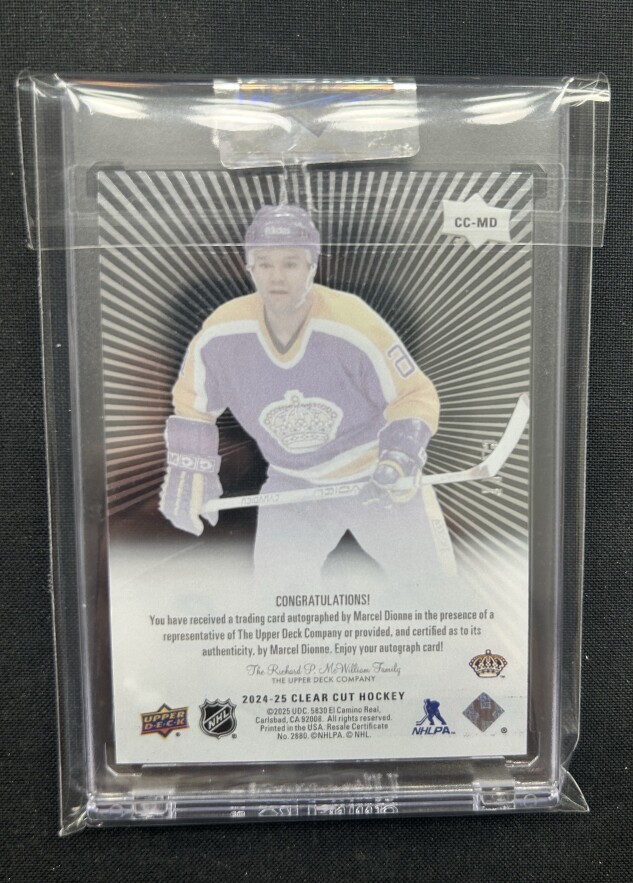 CC-MD
CONGRATULATIONS!
You have received a trading card autographed by Marcel Dionne in the presence of a
representative of The Upper Deck Company or provided, and certified as to its
authenticity, by Marcel Dionne. Enjoy your autograph card!
The Richard P. McWilliam Family
THE UPPER DECK COMPANY
2024-25 CLEAR CUT HOCKEY
©2025 UDC. 5830 El Camino Real,
Carlsbad, CA 92008. All rights reserved.
Printed in the USA. Resale Certificate
No. 2880. ©NHLPA. © NHL.
UPPER
DECK
NHL
NHLPA